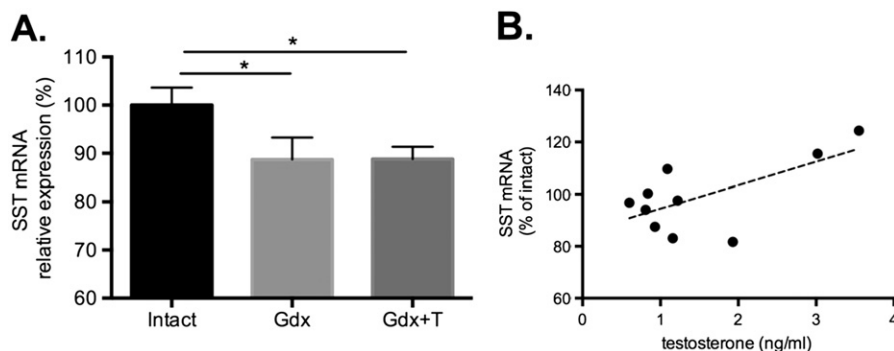 A.
SST mRNA
relative expression (%)
110
100
90
80
70
60
*
*
Intact
Gdx
Gdx+T
B.
SST mRNA
(% of intact)
140
120
100
80
60
0
1
2
3
4
testosterone (ng/ml)